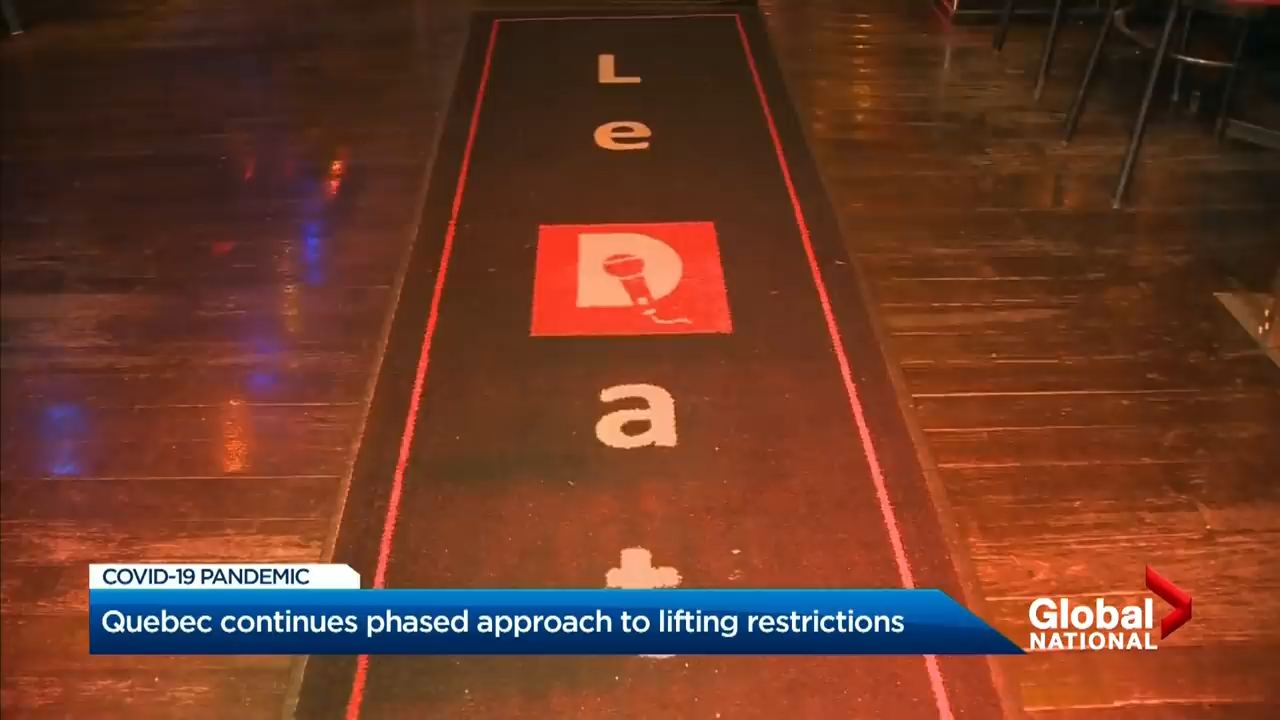 L
e
D
a
t
COVID-19 PANDEMIC
Quebec continues phased approach to lifting restrictions
Global
NATIONAL